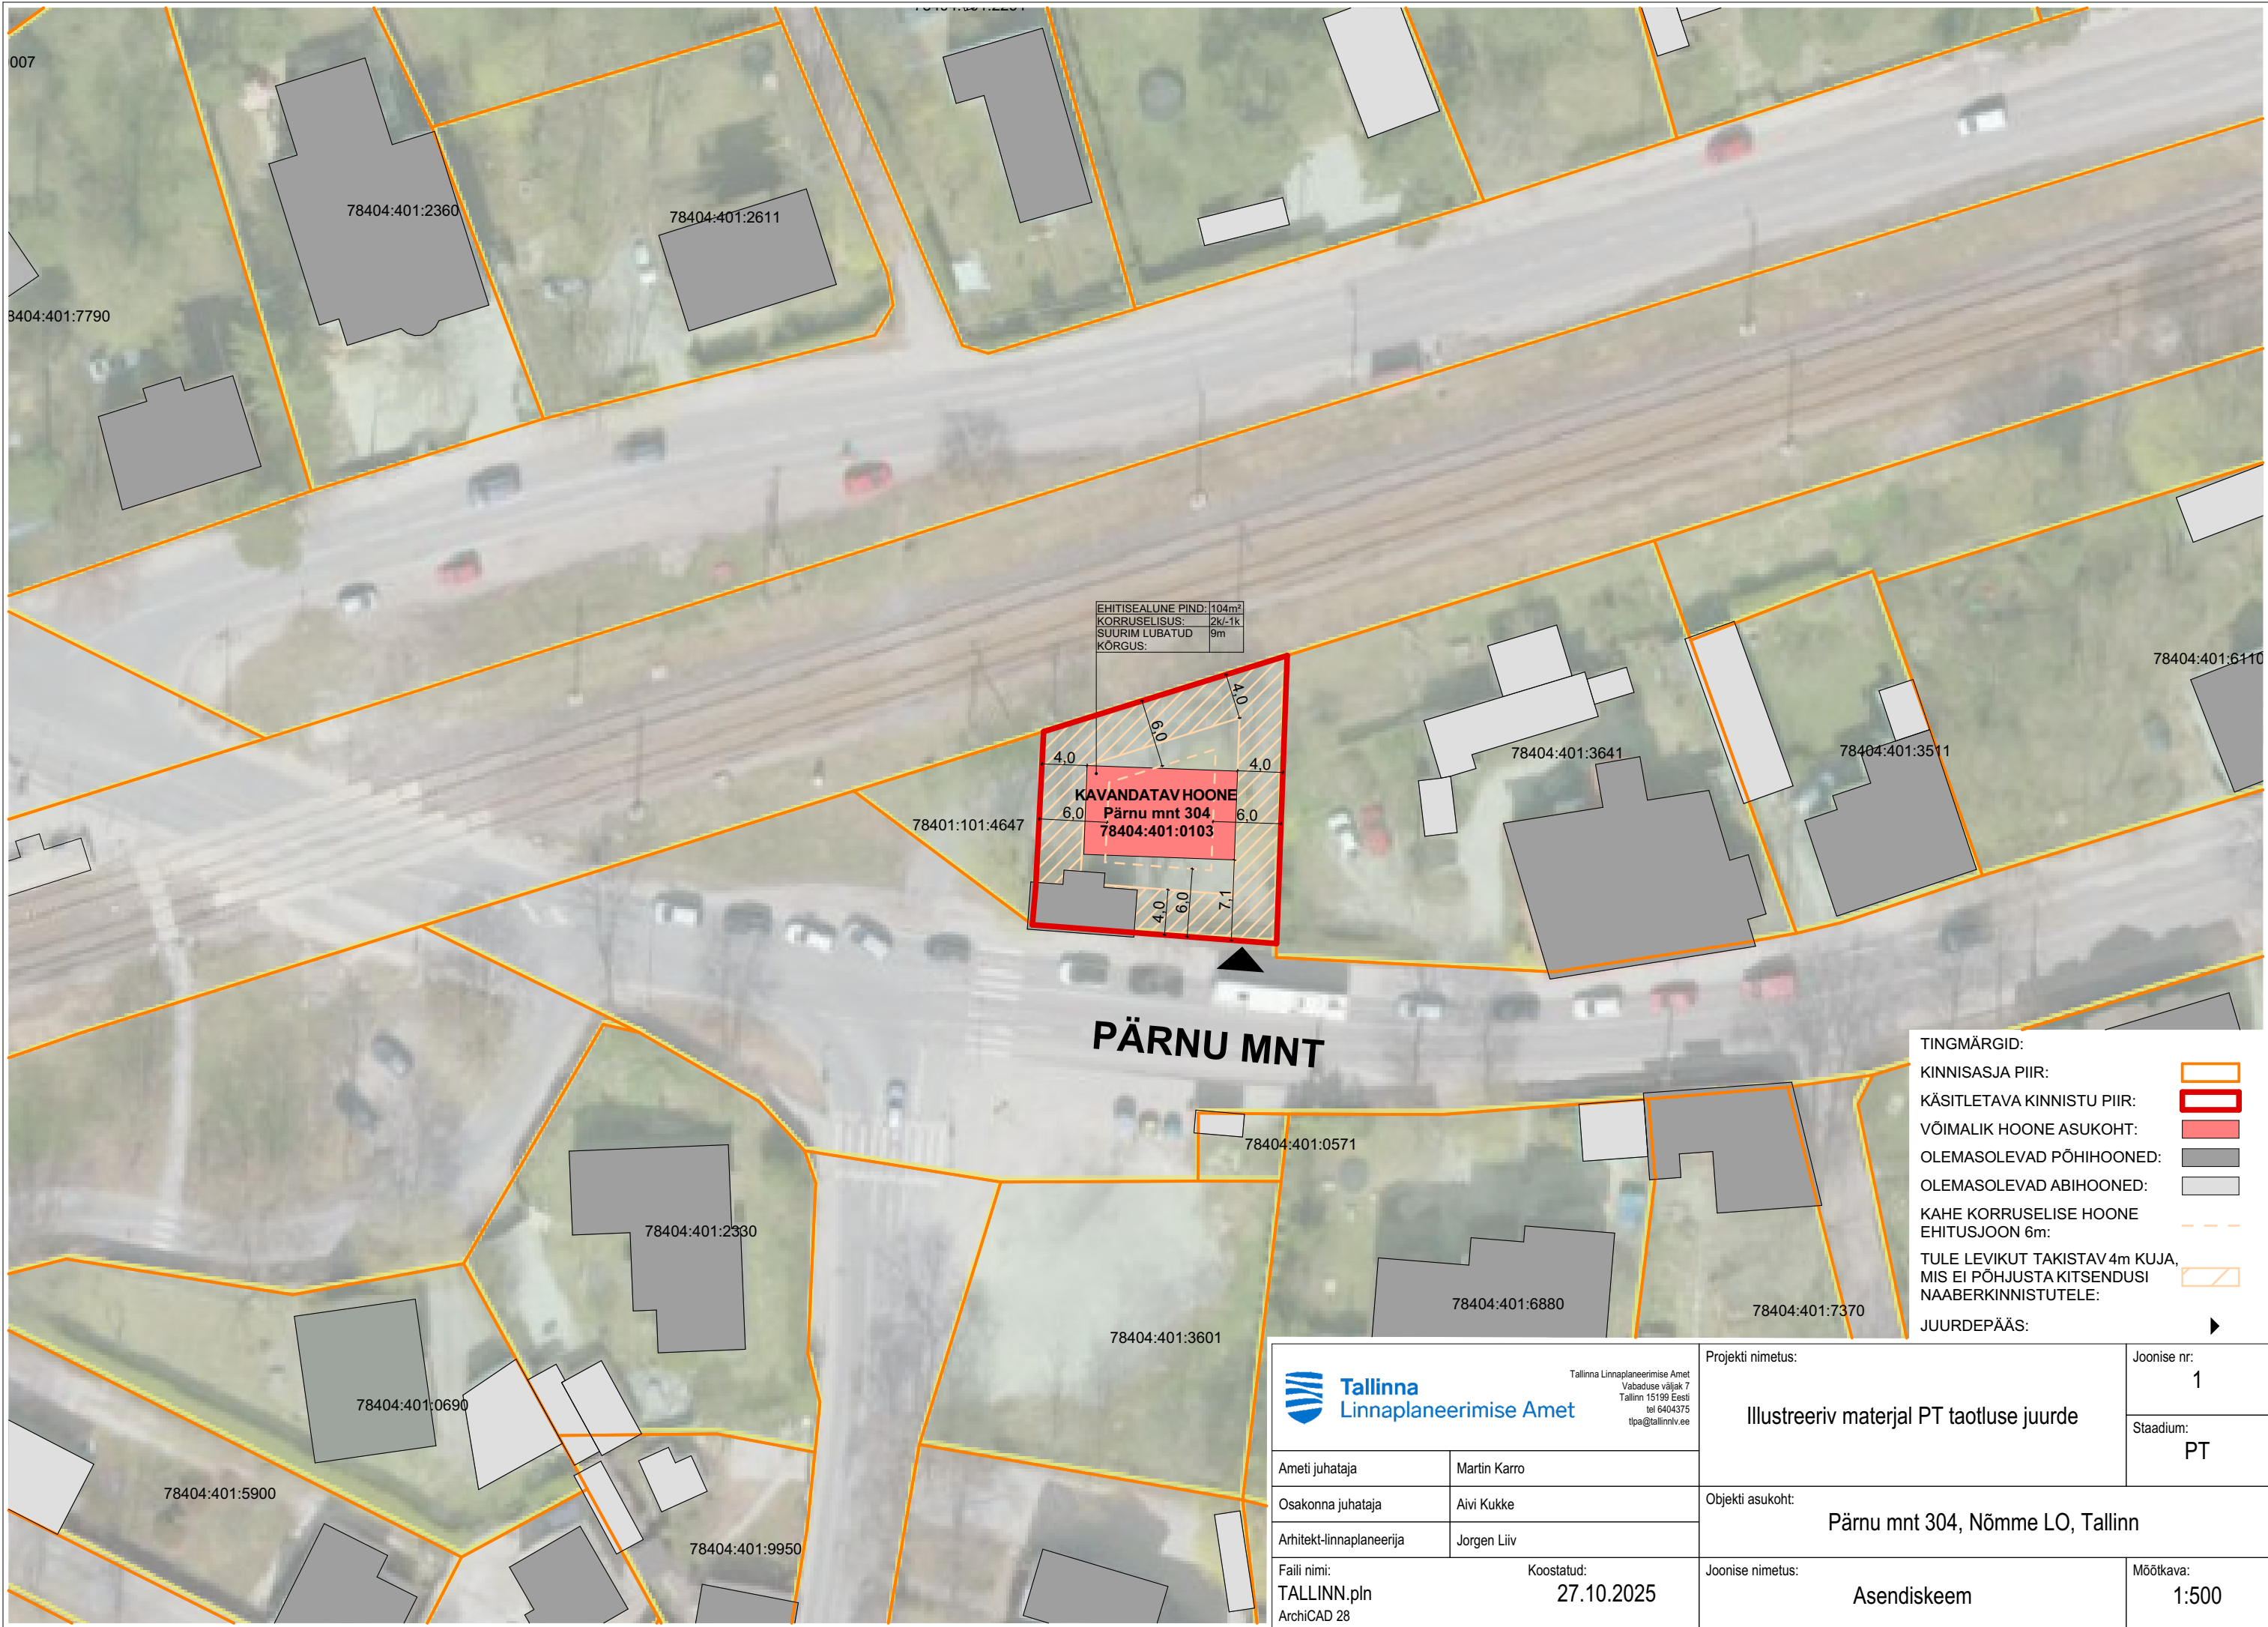 007
78404:401:2360
78404:401:2611
8404:401:7790
EHITISEALUNE PIND: 104m²
KORRUSELISUS: 2k/-1k
SUURIM LUBATUD KÕRGUS: 9m
78404:401:6110
4,0
6,0
4,0
4,0
78404:401:3641
78404:401:3511
KAVANDATAV HOONE
6,0 Pärnu mnt 304 6,0
78404:401:0103
78401:101:4647
4,0
6,0
7,1
PÄRNU MNT
78404:401:0571
78404:401:2330
78404:401:6880
78404:401:7370
78404:401:3601
78404:401:0690
78404:401:5900
78404:401:9950
TINGMÄRGID:
KINNISASJA PIIR:
KÄSITLETAVA KINNISTU PIIR:
VÕIMALIK HOONE ASUKOHT:
OLEMASOLEVAD PÕHIHOONED:
OLEMASOLEVAD ABIHOONED:
KAHE KORRUSELISE HOONE
EHITUSJOON 6m:
TULE LEVIKUT TAKISTAV 4m KUJA,
MIS EI PÕHJUSTA KITSENDUSI
NAABERKINNISTUTELE:
JUURDEPÄÄS:
Tallinna
Linnaplaneerimise Amet
Tallinna Linnaplaneerimise Amet
Vabaduse väljak 7
Tallinn 15199 Eesti
tel 6404375
tlpa@tallinnlv.ee
Projekti nimetus:
Illustreeriv materjal PT taotluse juurde
Joonise nr:
1
Staadium:
PT
Ameti juhataja Martin Karro
Osakonna juhataja Aivi Kukke
Arhitekt-linnaplaneerija Jorgen Liiv
Objekti asukoht:
Pärnu mnt 304, Nõmme LO, Tallinn
Faili nimi:
TALLINN.pln
ArchiCAD 28
Koostatud:
27.10.2025
Joonise nimetus:
Asendiskeem
Mõõtkava:
1:500